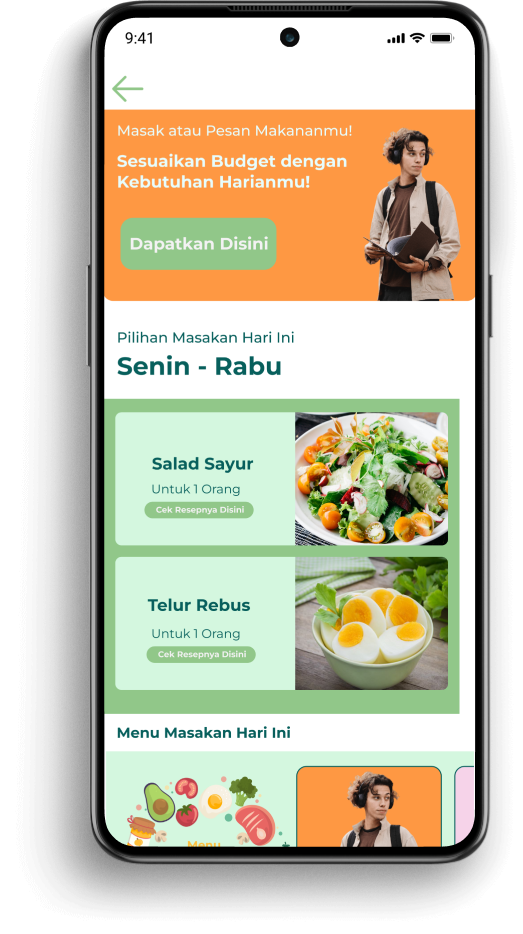 9:41
Masak atau Pesan Makananmu!
Sesuaikan Budget dengan
Kebutuhan Harianmu!
Dapatkan Disini
Pilihan Masakan Hari Ini
Senin - Rabu
Salad Sayur
Untuk 1 Orang
Cek Resepnya Disini
Telur Rebus
Untuk 1 Orang
Cek Resepnya Disini
Menu Masakan Hari Ini
Menu